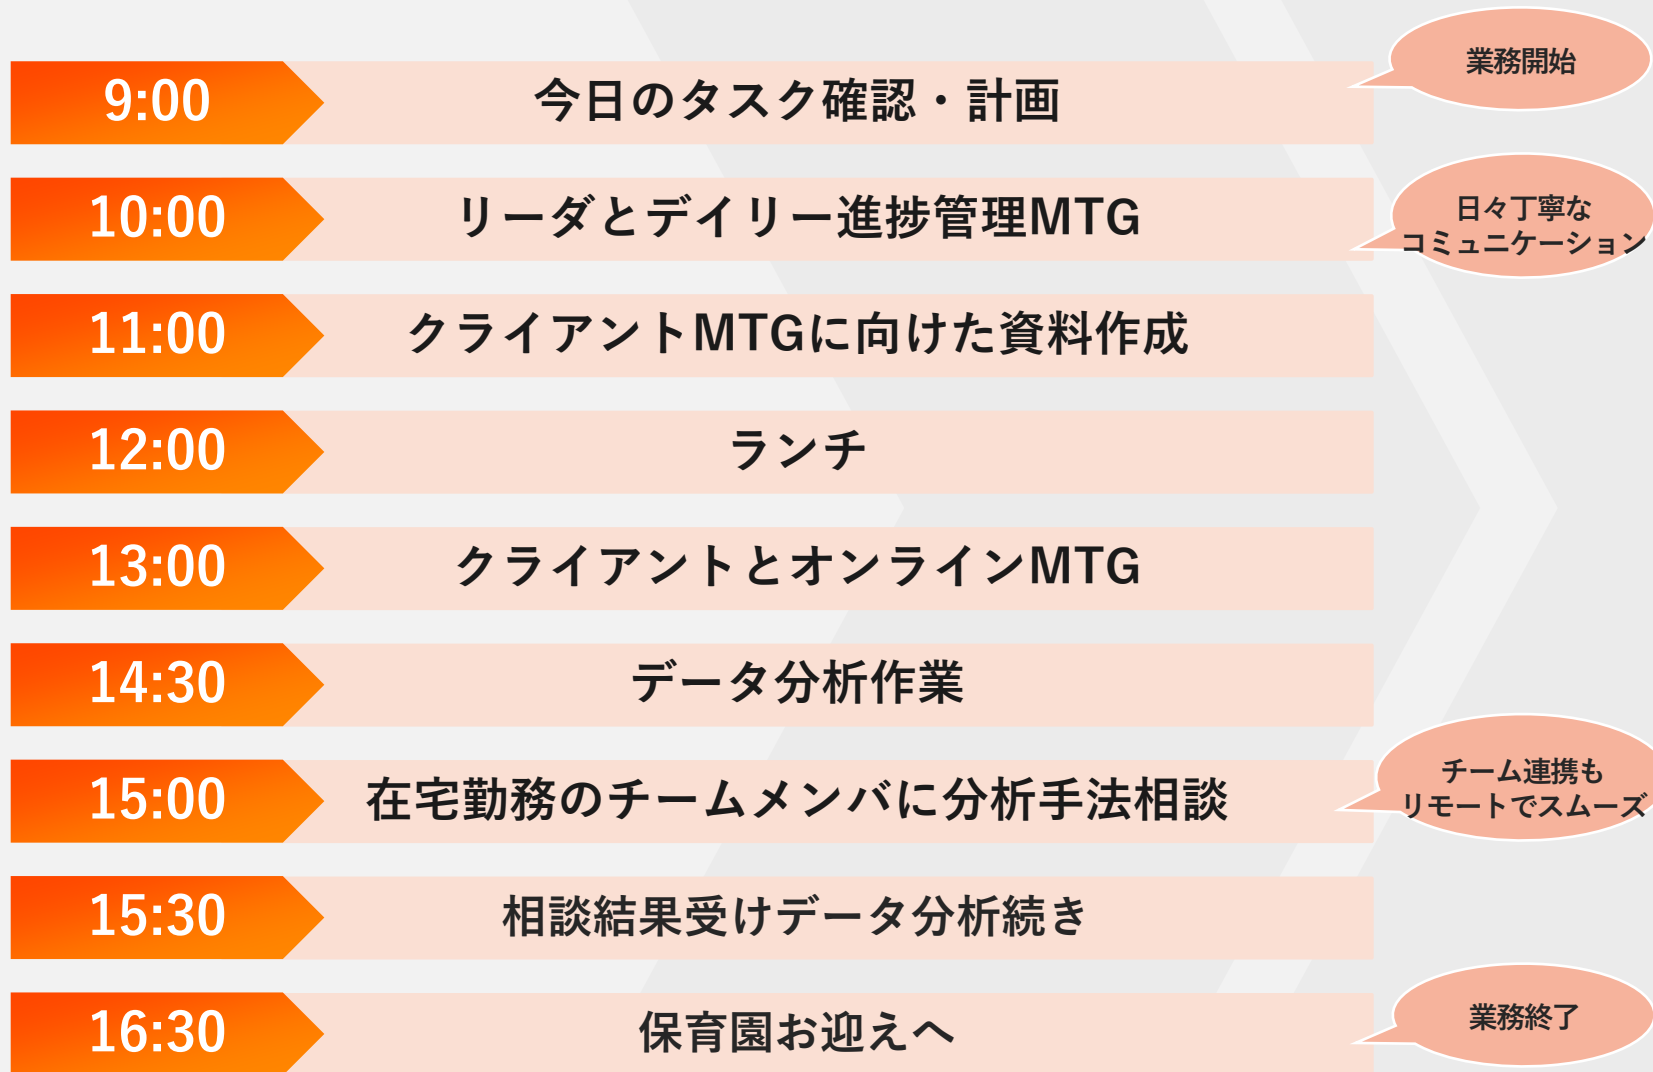 業務開始
9:00 今日のタスク確認・計画
10:00 リーダとデイリー進捗管理MTG
日々丁寧な
コミュニケーション
11:00 クライアントMTGに向けた資料作成
12:00 ランチ
13:00 クライアントとオンラインMTG
14:30 データ分析作業
15:00 在宅勤務のチームメンバに分析手法相談
チーム連携も
リモートでスムーズ
15:30 相談結果受けデータ分析続き
16:30 保育園お迎えへ
業務終了